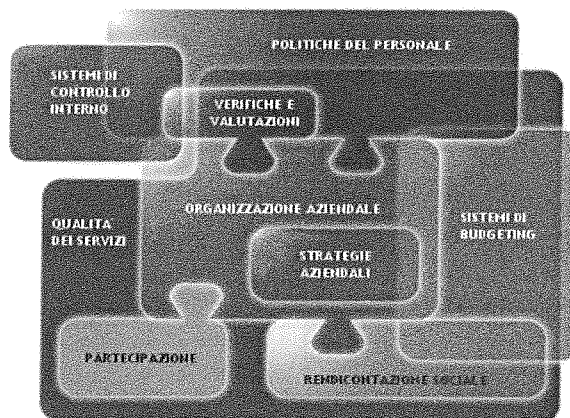 POLITICHE DEL PERSONALE
SISTEMI DI
CONTROLLO
INTERNO
VERIFICHE E
VALUTAZIONI
ORGANIZZAZIONE AZIENDALE
QUALITA
DEI SERVIZI
SISTEMI DI
BUDGETING
STRATEGIE
AZIENDALI
PARTECIPAZIONE
RENDICONTAZIONE SOCIALE